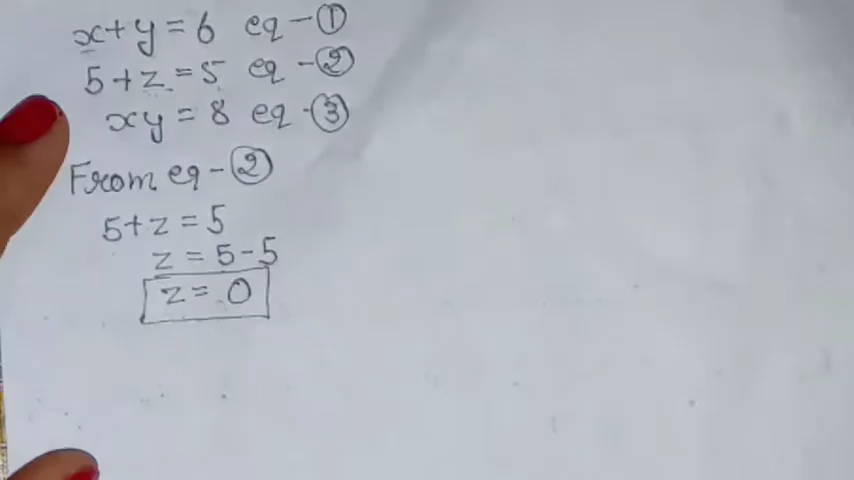 x+y=6 eq-①
5+z=5 eq-②
xy=8 eq-③
From eq-②
5+z=5
z=5-5
z=0